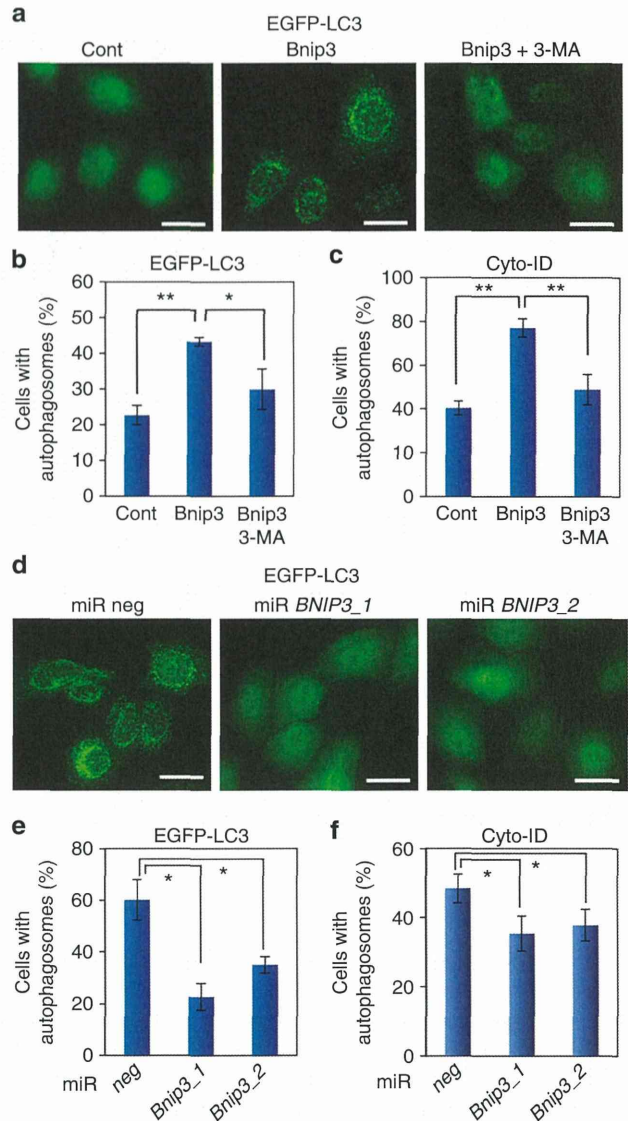 a
EGFP-LC3
Cont
Bnip3
Bnip3 + 3-MA
b
EGFP-LC3
Cells with
autophagosomes (%)
60
50
40
30
20
10
0
**
*
Cont
Bnip3
Bnip3
3-MA
c
Cyto-ID
Cells with
autophagosomes (%)
100
80
60
40
10
0
**
**
Cont
Bnip3
Bnip3
3-MA
d
EGFP-LC3
miR neg
miR BNIP3_1
miR BNIP3_2
e
EGFP-LC3
Cells with
autophagosomes (%)
80
60
40
20
0
*
*
miR
neg
Bnip3_1
Bnip3_2
f
Cyto-ID
Cells with
autophagosomes (%)
60
40
20
0
*
*
miR
neg
Bnip3_1
Bnip3_2